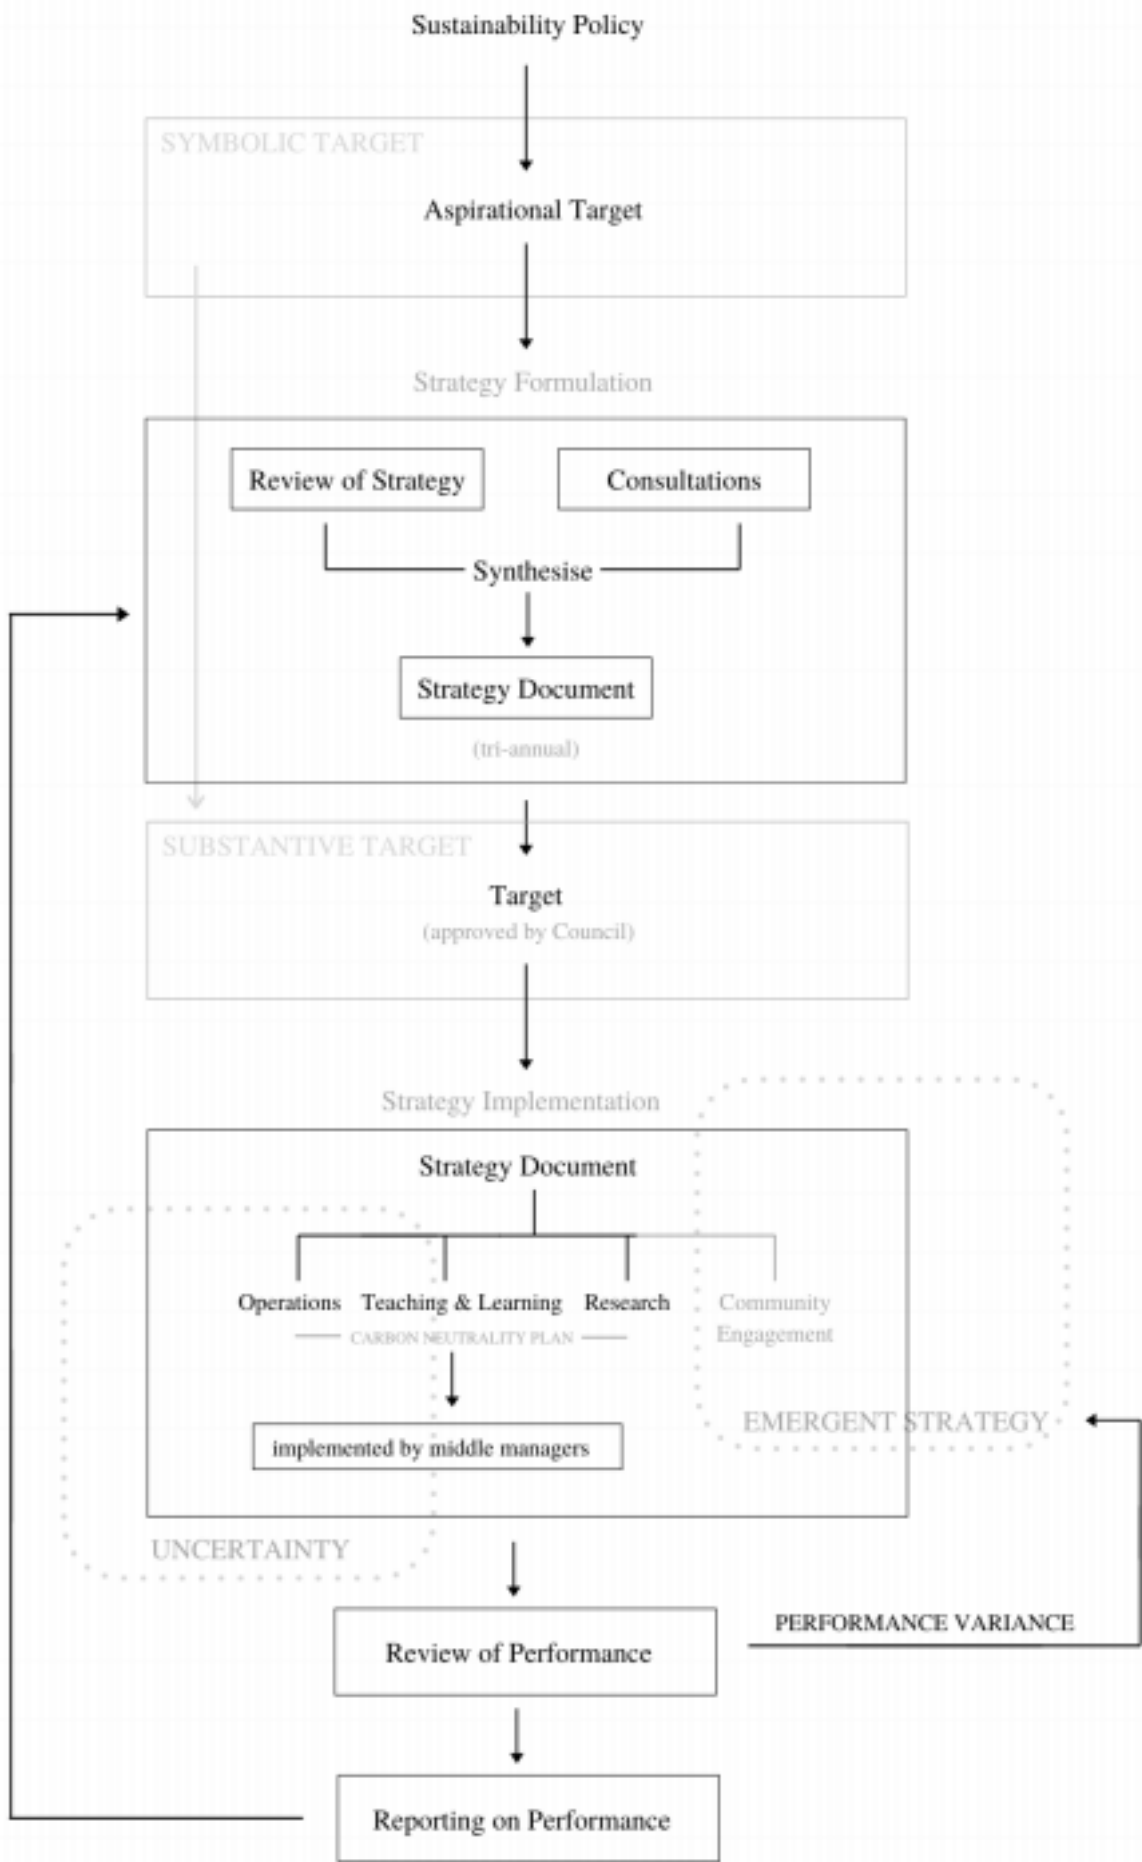 Sustainability Policy
SYMBOLIC TARGET
Aspirational Target
Strategy Formulation
Review of Strategy
Consultations
Synthesise
Strategy Document
(tri-annual)
SUBSTANTIVE TARGET
Target
(approved by Council)
Strategy Implementation
Strategy Document
Operations
Teaching & Learning
Research
Community
Engagement
CARBON NEUTRALITY PLAN
EMERGENT STRATEGY
implemented by middle managers
UNCERTAINTY
PERFORMANCE VARIANCE
Review of Performance
Reporting on Performance